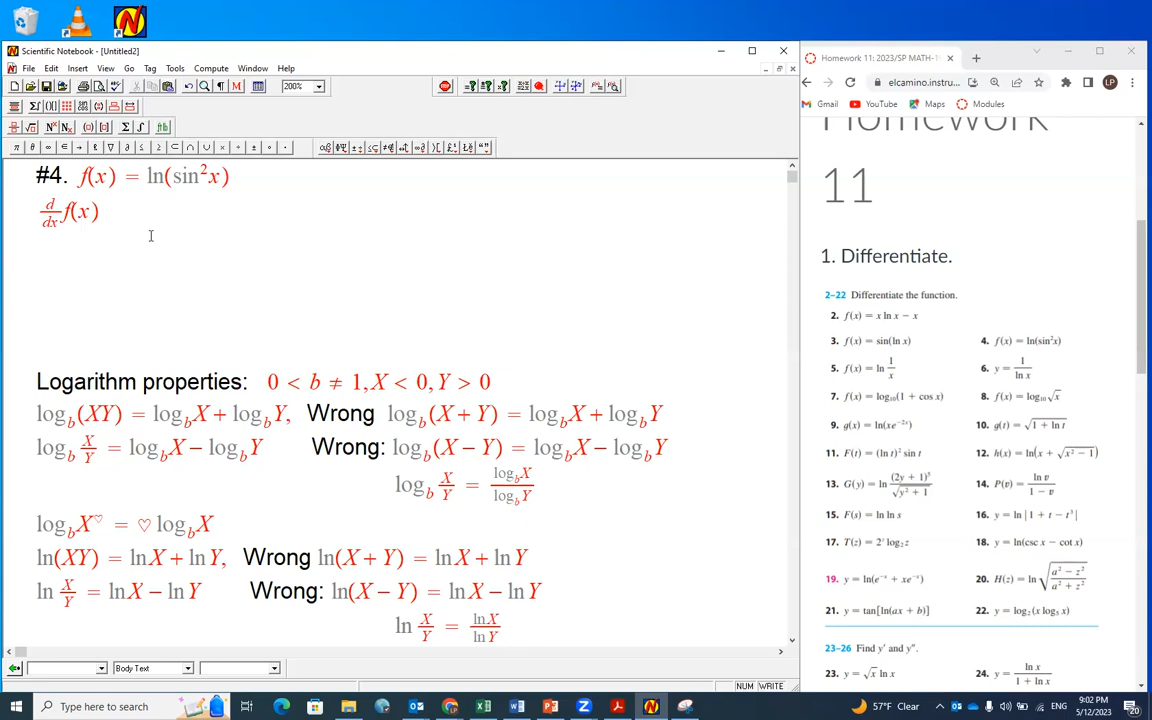 Scientific Notebook - [Untitled2]
File Edit Insert View Go Tag Tools Compute Window Help
200%
#4. f(x) = ln(sin²x)
d/dx f(x)
Logarithm properties: 0 < b ≠ 1, X < 0, Y > 0
log_b(XY) = log_b X + log_b Y, Wrong log_b(X + Y) = log_b X + log_b Y
log_b X/Y = log_b X − log_b Y Wrong: log_b(X − Y) = log_b X − log_b Y
log_b X/Y = log_b X / log_b Y
log_b X^♡ = ♡ log_b X
ln(XY) = ln X + ln Y, Wrong ln(X + Y) = ln X + ln Y
ln X/Y = ln X − ln Y Wrong: ln(X − Y) = ln X − ln Y
ln X/Y = ln X / ln Y
Body Text
NUM WRITE
Homework 11: 2023/SP MATH-1
elcamino.instru...
LP
Gmail YouTube Maps Modules
Homework
11
1. Differentiate.
2–22 Differentiate the function.
2. f(x) = x ln x − x
3. f(x) = sin(ln x) 4. f(x) = ln(sin²x)
5. f(x) = ln 1/x 6. y = 1/ln x
7. f(x) = log₁₀(1 + cos x) 8. f(x) = log₁₀ √x
9. g(x) = ln(xe⁻²ˣ) 10. g(t) = √(1 + ln t)
11. F(t) = (ln t)² sin t 12. h(x) = ln(x + √(x² − 1))
13. G(y) = ln (2y + 1)⁵/√(y² + 1) 14. P(v) = ln v/(1 − v)
15. F(s) = ln ln s 16. y = ln |1 + t − t³|
17. T(z) = 2ᶻ log₂ z 18. y = ln(csc x − cot x)
19. y = ln(e⁻ˣ + xe⁻ˣ) 20. H(z) = ln √((a² − z²)/(a² + z²))
21. y = tan[ln(ax + b)] 22. y = log₂(x log₅ x)
23–26 Find y′ and y″.
23. y = √x ln x 24. y = ln x/(1 + ln x)
Type here to search
57°F Clear
ENG
9:02 PM
5/12/2023
20